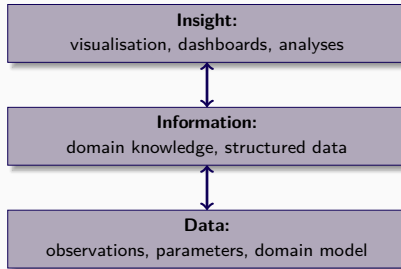 Insight:
visualisation, dashboards, analyses
Information:
domain knowledge, structured data
Data:
observations, parameters, domain model